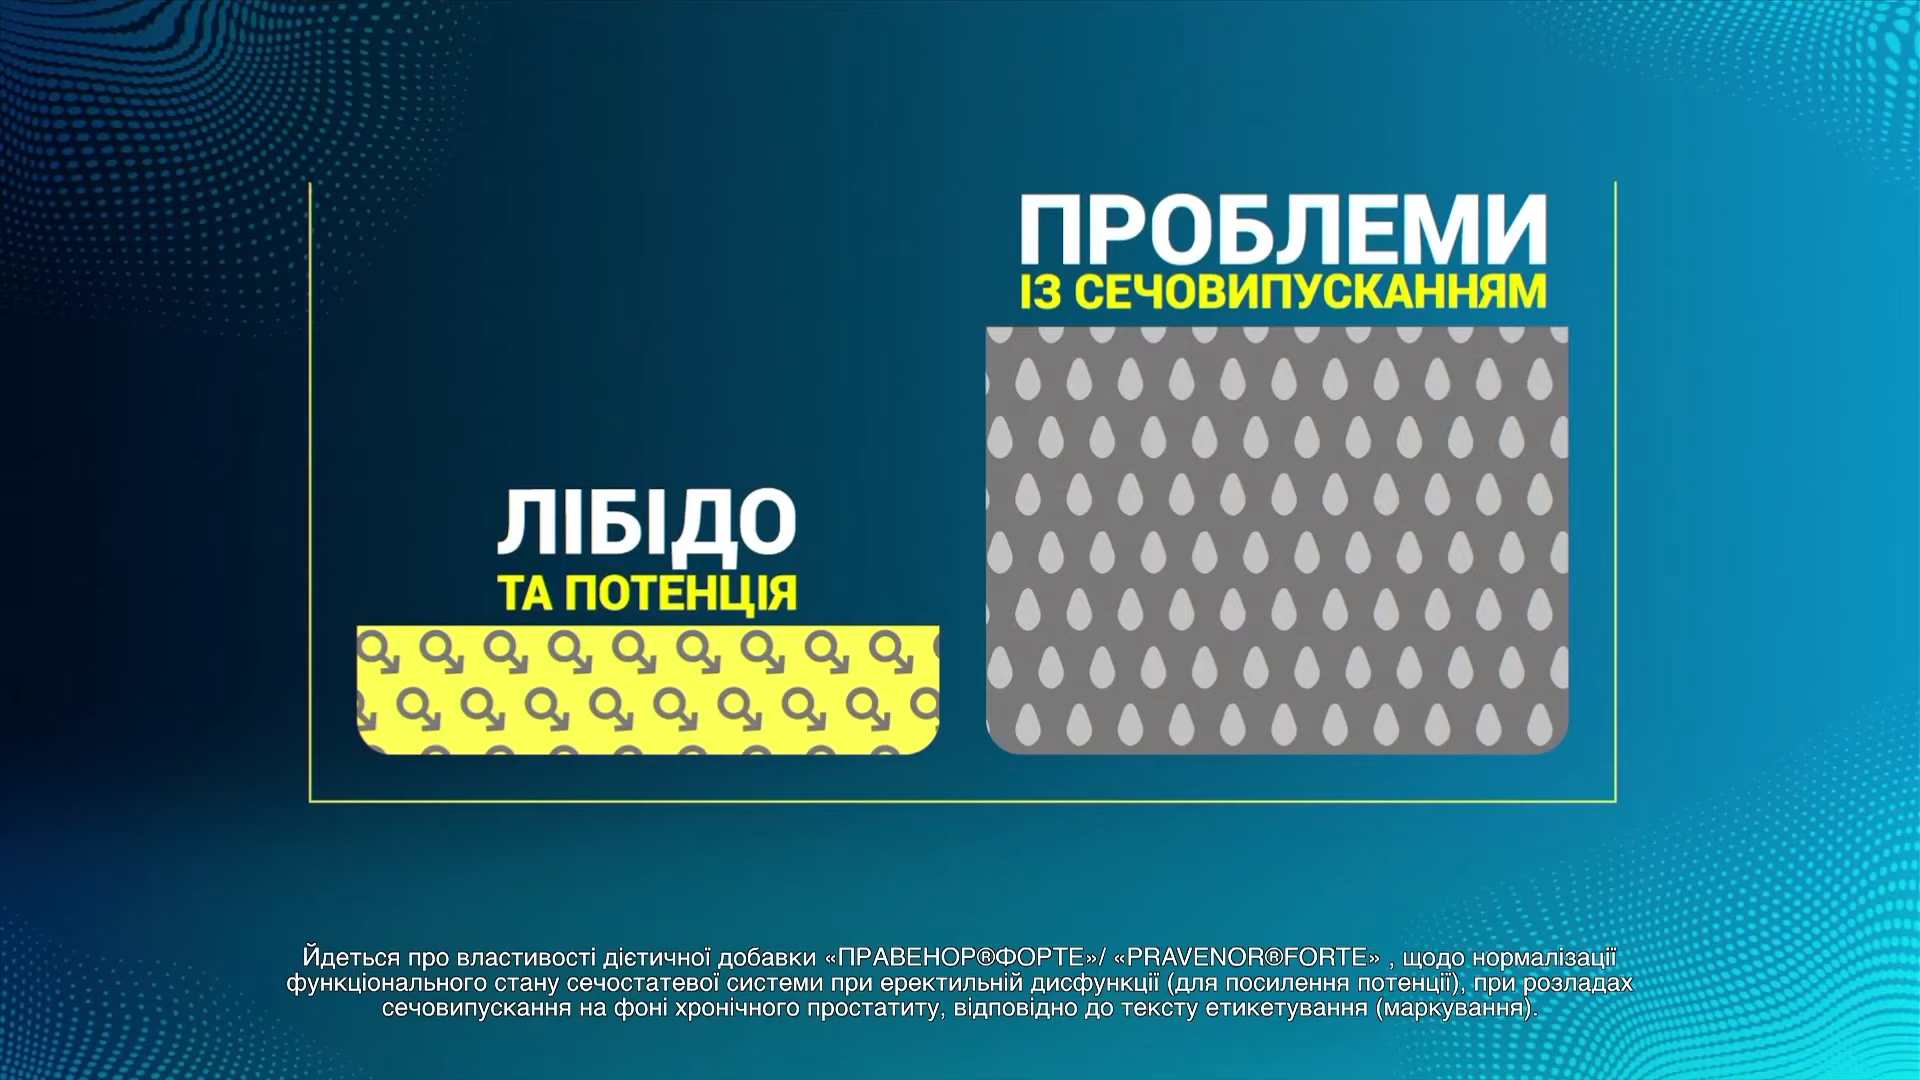 ПРОБЛЕМИ
ІЗ СЕЧОВИПУСКАННЯМ
ЛІБІДО
ТА ПОТЕНЦІЯ
Йдеться про властивості дієтичної добавки «ПРАВЕНОР®ФОРТЕ»/ «PRAVENOR®FORTE» , щодо нормалізації
функціонального стану сечостатевої системи при еректильній дисфункції (для посилення потенції), при розладах
сечовипускання на фоні хронічного простатиту, відповідно до тексту етикетування (маркування).